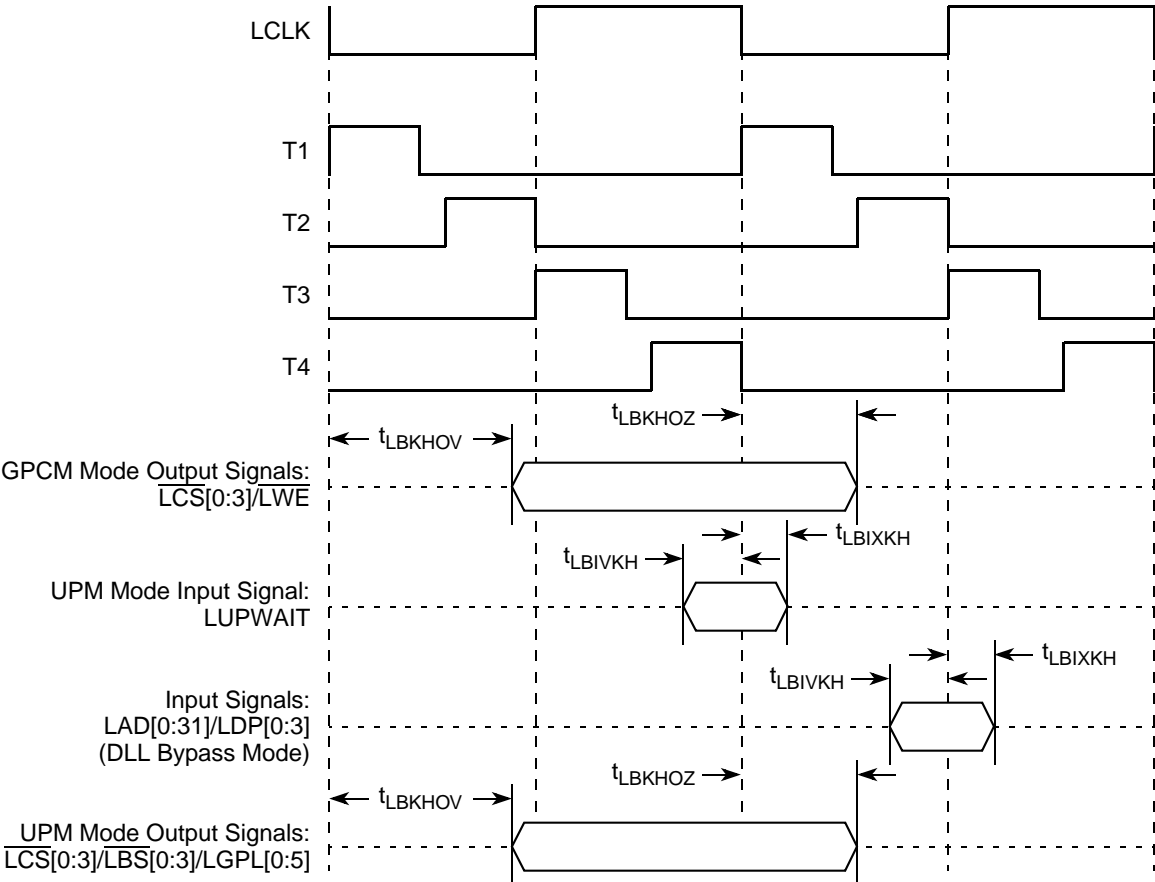 LCLK
T1
T2
T3
T4
tLBKHOZ
tLBKHOV
GPCM Mode Output Signals:
LCS[0:3]/LWE
tLBIXKH
tLBIVKH
UPM Mode Input Signal:
LUPWAIT
tLBIXKH
tLBIVKH
Input Signals:
LAD[0:31]/LDP[0:3]
(DLL Bypass Mode)
tLBKHOZ
tLBKHOV
UPM Mode Output Signals:
LCS[0:3]/LBS[0:3]/LGPL[0:5]